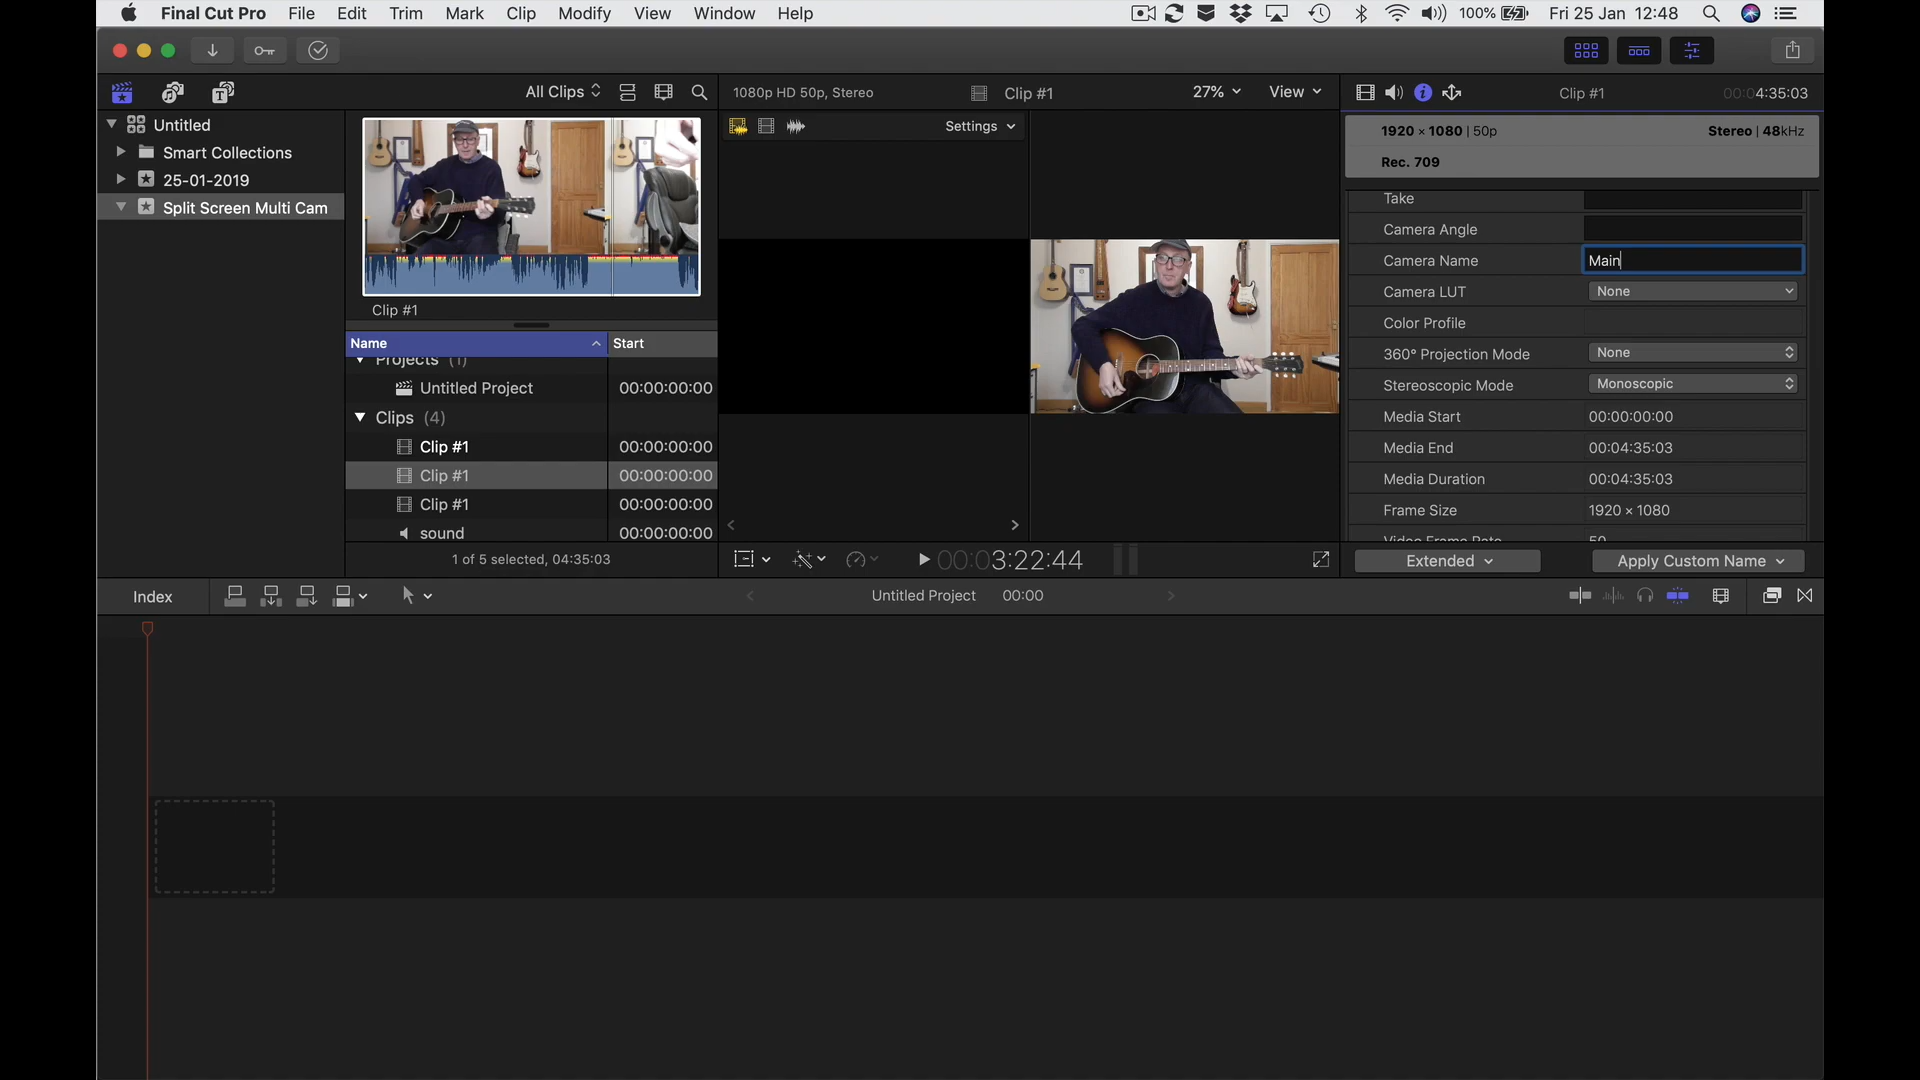 Final Cut Pro File Edit Trim Mark Clip Modify View Window Help 100% Fri 25 Jan 12:48
All Clips 1080p HD 50p, Stereo Clip #1 27% View Clip #1 00:04:35:03
Untitled
Smart Collections
25-01-2019
Split Screen Multi Cam
Clip #1
Name Start
Projects (1)
Untitled Project 00:00:00:00
Clips (4)
Clip #1 00:00:00:00
Clip #1 00:00:00:00
Clip #1 00:00:00:00
sound 00:00:00:00
1 of 5 selected, 04:35:03
Settings
00:03:22:44
1920 × 1080 | 50p Stereo | 48kHz
Rec. 709
Take
Camera Angle
Camera Name Main
Camera LUT None
Color Profile
360° Projection Mode None
Stereoscopic Mode Monoscopic
Media Start 00:00:00:00
Media End 00:04:35:03
Media Duration 00:04:35:03
Frame Size 1920 × 1080
Video Frame Rate 50
Extended Apply Custom Name
Index Untitled Project 00:00